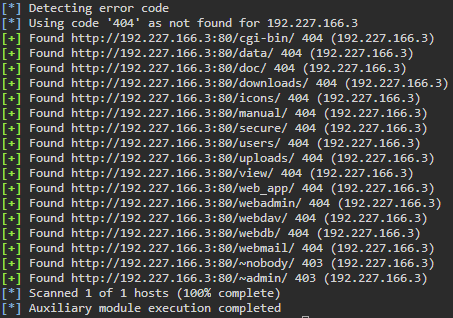 [*] Detecting error code
[*] Using code '404' as not found for 192.227.166.3
[+] Found http://192.227.166.3:80/cgi-bin/ 404 (192.227.166.3)
[+] Found http://192.227.166.3:80/data/ 404 (192.227.166.3)
[+] Found http://192.227.166.3:80/doc/ 404 (192.227.166.3)
[+] Found http://192.227.166.3:80/downloads/ 404 (192.227.166.3)
[+] Found http://192.227.166.3:80/icons/ 404 (192.227.166.3)
[+] Found http://192.227.166.3:80/manual/ 404 (192.227.166.3)
[+] Found http://192.227.166.3:80/secure/ 404 (192.227.166.3)
[+] Found http://192.227.166.3:80/users/ 404 (192.227.166.3)
[+] Found http://192.227.166.3:80/uploads/ 404 (192.227.166.3)
[+] Found http://192.227.166.3:80/view/ 404 (192.227.166.3)
[+] Found http://192.227.166.3:80/web_app/ 404 (192.227.166.3)
[+] Found http://192.227.166.3:80/webadmin/ 404 (192.227.166.3)
[+] Found http://192.227.166.3:80/webdav/ 404 (192.227.166.3)
[+] Found http://192.227.166.3:80/webdb/ 404 (192.227.166.3)
[+] Found http://192.227.166.3:80/webmail/ 404 (192.227.166.3)
[+] Found http://192.227.166.3:80/~nobody/ 403 (192.227.166.3)
[+] Found http://192.227.166.3:80/~admin/ 403 (192.227.166.3)
[*] Scanned 1 of 1 hosts (100% complete)
[*] Auxiliary module execution completed